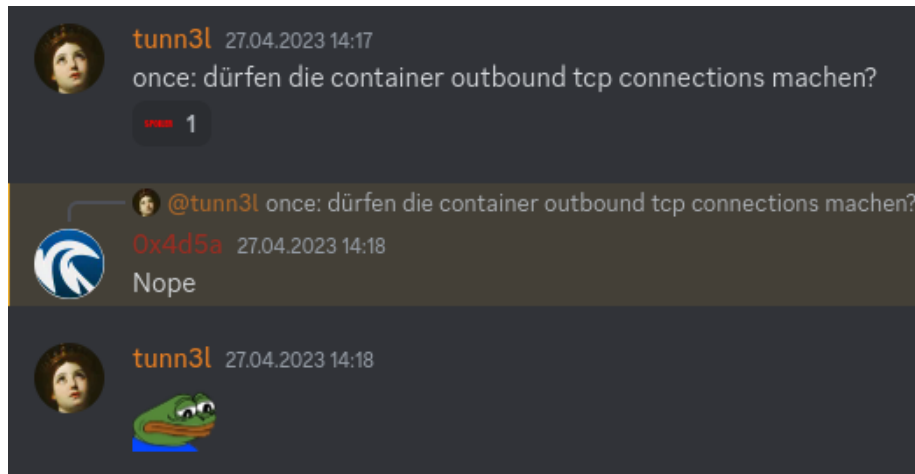 tunn3l 27.04.2023 14:17
once: dürfen die container outbound tcp connections machen?
1
@tunn3l once: dürfen die container outbound tcp connections machen?
0x4d5a 27.04.2023 14:18
Nope
tunn3l 27.04.2023 14:18